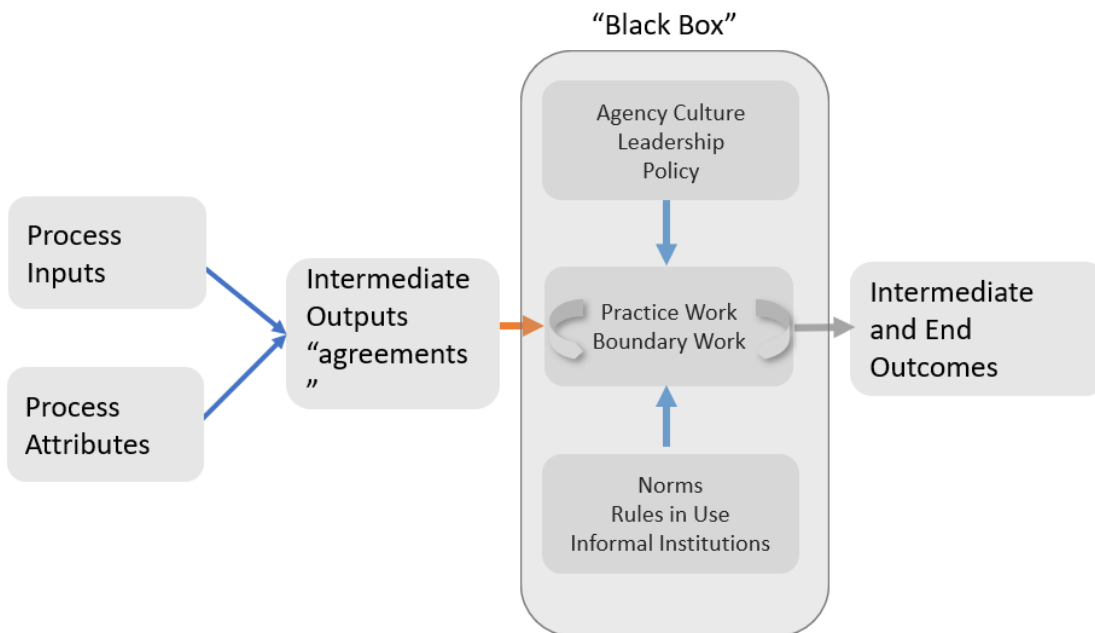 “Black Box”
Agency Culture
Leadership
Policy
Process
Inputs
Intermediate
Outputs
“agreements
”
Practice Work
Boundary Work
Intermediate
and End
Outcomes
Process
Attributes
Norms
Rules in Use
Informal Institutions